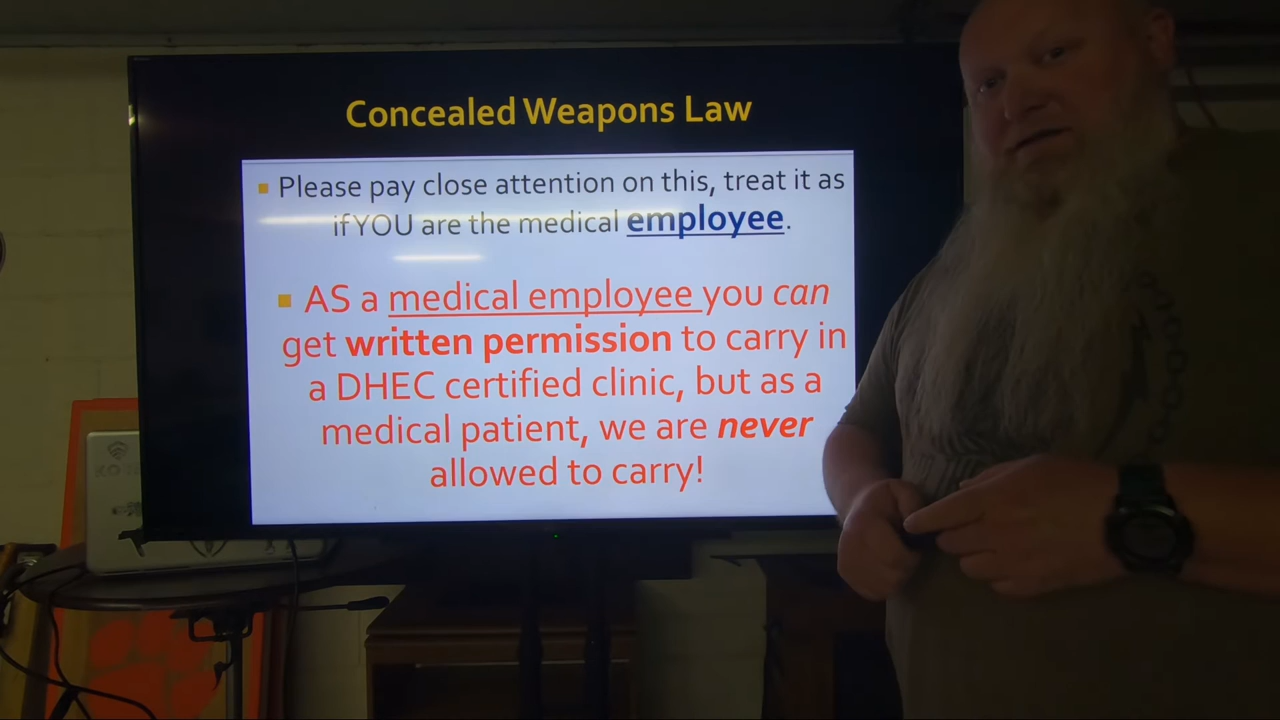 Concealed Weapons Law
Please pay close attention on this, treat it as
if YOU are the medical employee.
AS a medical employee you can
get written permission to carry in
a DHEC certified clinic, but as a
medical patient, we are never
allowed to carry!